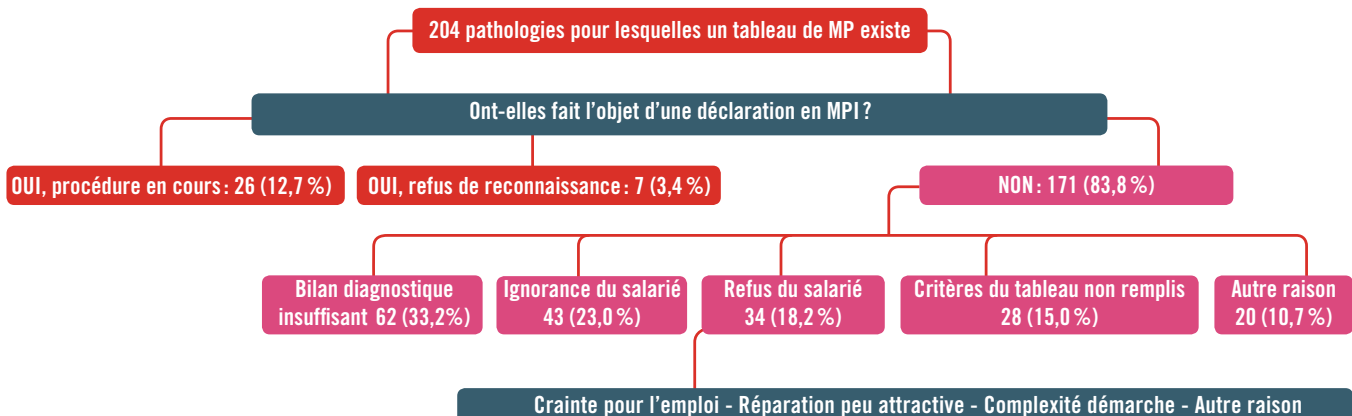 204 pathologies pour lesquelles un tableau de MP existe
Ont-elles fait l’objet d’une déclaration en MPI ?
OUI, procédure en cours : 26 (12,7 %)
OUI, refus de reconnaissance : 7 (3,4 %)
NON : 171 (83,8 %)
Bilan diagnostique
insuffisant 62 (33,2%)
Ignorance du salarié
43 (23,0 %)
Refus du salarié
34 (18,2 %)
Critères du tableau non remplis
28 (15,0 %)
Autre raison
20 (10,7 %)
Crainte pour l’emploi - Réparation peu attractive - Complexité démarche - Autre raison